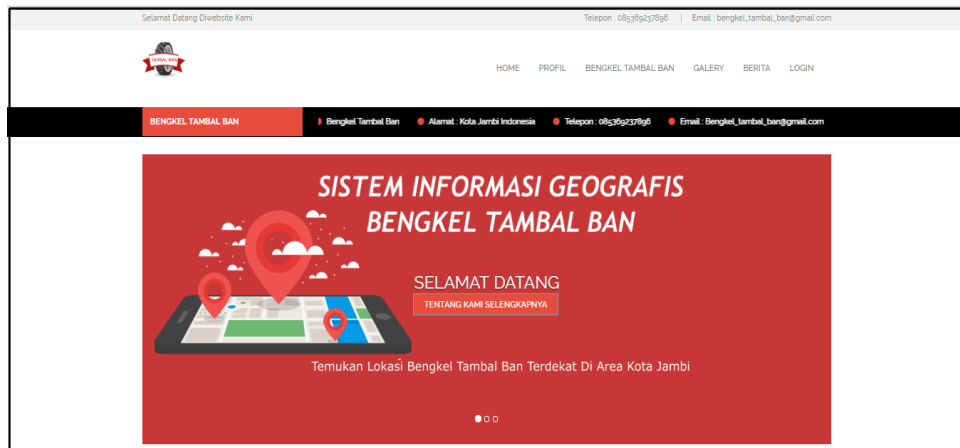 Selamat Datang Diwebsite Kami
Telepon : 085369237896 | Email : bengkel_tambal_ban@gmail.com
TAMBAL BAN
HOME PROFIL BENGKEL TAMBAL BAN GALERY BERITA LOGIN
BENGKEL TAMBAL BAN
Bengkel Tambal Ban Alamat : Kota Jambi Indonesia Telepon : 085369237896 Email : Bengkel_tambal_ban@gmail.com
SISTEM INFORMASI GEOGRAFIS
BENGKEL TAMBAL BAN
SELAMAT DATANG
TENTANG KAMI SELENGKAPNYA
Temukan Lokasi Bengkel Tambal Ban Terdekat Di Area Kota Jambi